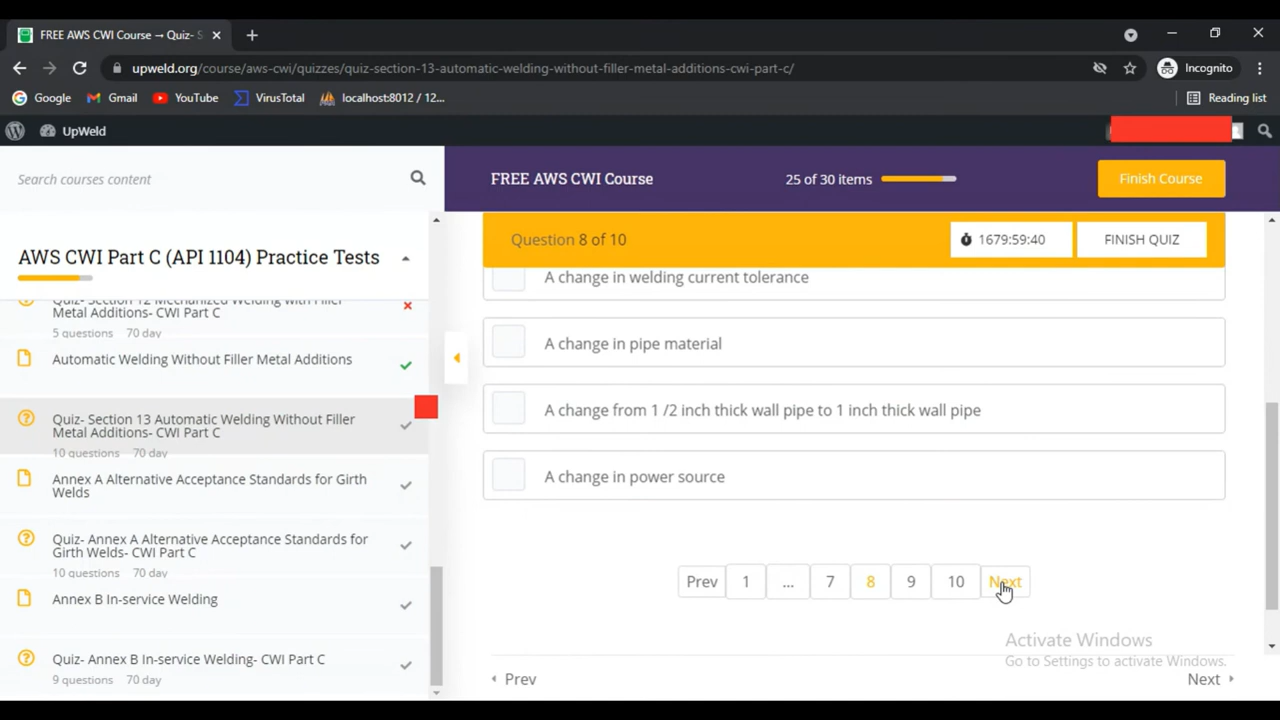 FREE AWS CWI Course → Quiz- S
upweld.org/course/aws-cwi/quizzes/quiz-section-13-automatic-welding-without-filler-metal-additions-cwi-part-c/
Incognito
Google
Gmail
YouTube
VirusTotal
localhost:8012 / 12...
Reading list
UpWeld
Search courses content
FREE AWS CWI Course
25 of 30 items
Finish Course
AWS CWI Part C (API 1104) Practice Tests
Quiz- Section 12 Mechanized Welding with Filler
Metal Additions- CWI Part C
5 questions 70 day
Automatic Welding Without Filler Metal Additions
Quiz- Section 13 Automatic Welding Without Filler
Metal Additions- CWI Part C
10 questions 70 day
Annex A Alternative Acceptance Standards for Girth
Welds
Quiz- Annex A Alternative Acceptance Standards for
Girth Welds- CWI Part C
10 questions 70 day
Annex B In-service Welding
Quiz- Annex B In-service Welding- CWI Part C
9 questions 70 day
Question 8 of 10
1679:59:40
FINISH QUIZ
A change in welding current tolerance
A change in pipe material
A change from 1 /2 inch thick wall pipe to 1 inch thick wall pipe
A change in power source
Prev 1 ... 7 8 9 10 Next
Activate Windows
Go to Settings to activate Windows.
Prev
Next